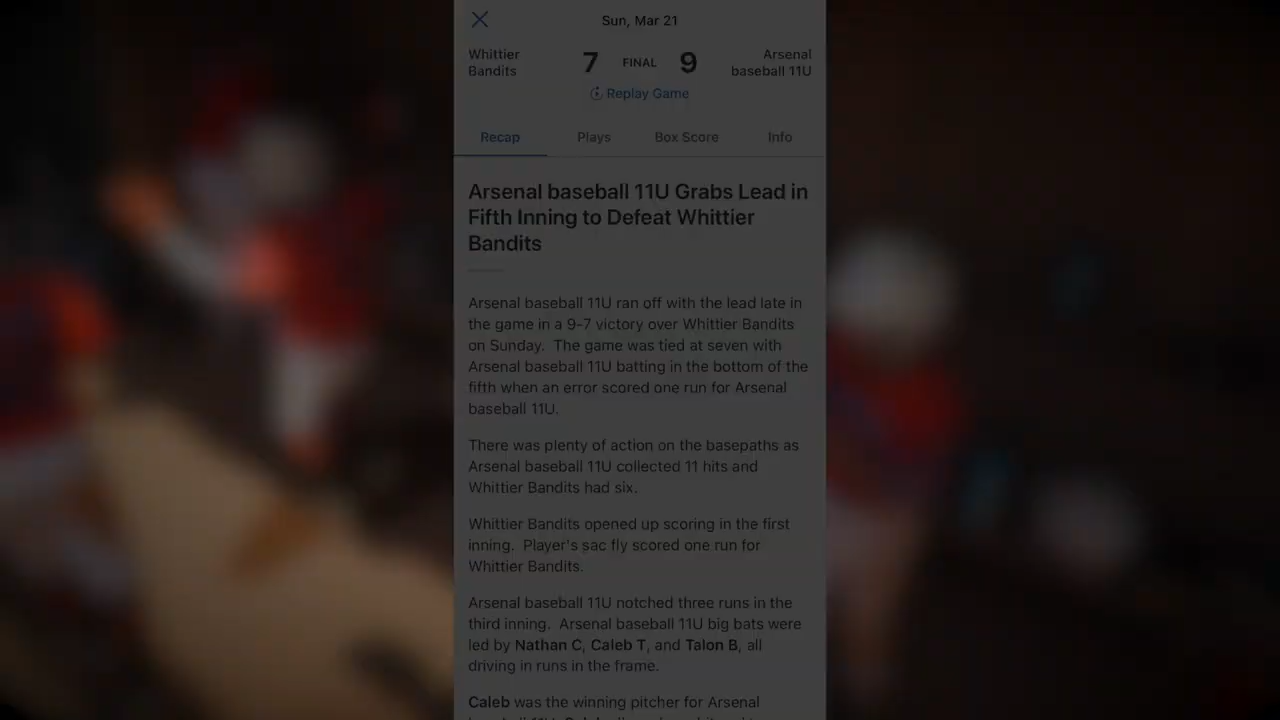 Sun, Mar 21
Whittier
Bandits
7
FINAL
9
Arsenal
baseball 11U
Replay Game
Recap
Plays
Box Score
Info
Arsenal baseball 11U Grabs Lead in
Fifth Inning to Defeat Whittier
Bandits
Arsenal baseball 11U ran off with the lead late in
the game in a 9-7 victory over Whittier Bandits
on Sunday. The game was tied at seven with
Arsenal baseball 11U batting in the bottom of the
fifth when an error scored one run for Arsenal
baseball 11U.
There was plenty of action on the basepaths as
Arsenal baseball 11U collected 11 hits and
Whittier Bandits had six.
Whittier Bandits opened up scoring in the first
inning. Player's sac fly scored one run for
Whittier Bandits.
Arsenal baseball 11U notched three runs in the
third inning. Arsenal baseball 11U big bats were
led by Nathan C, Caleb T, and Talon B, all
driving in runs in the frame.
Caleb was the winning pitcher for Arsenal